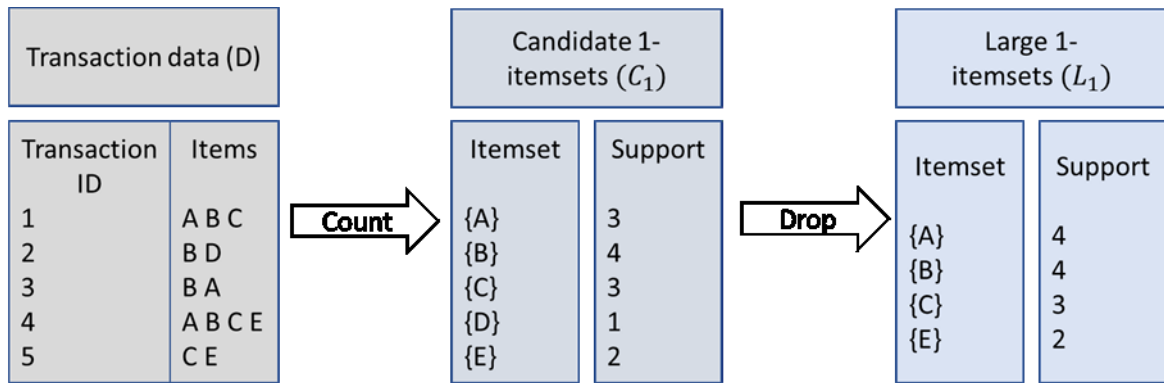 Transaction data (D)
Candidate 1-
itemsets (C₁)
Large 1-
itemsets (L₁)
Transaction
ID
Items
1 A B C
2 B D
3 B A
4 A B C E
5 C E
Count
Itemset Support
{A} 3
{B} 4
{C} 3
{D} 1
{E} 2
Drop
Itemset Support
{A} 4
{B} 4
{C} 3
{E} 2